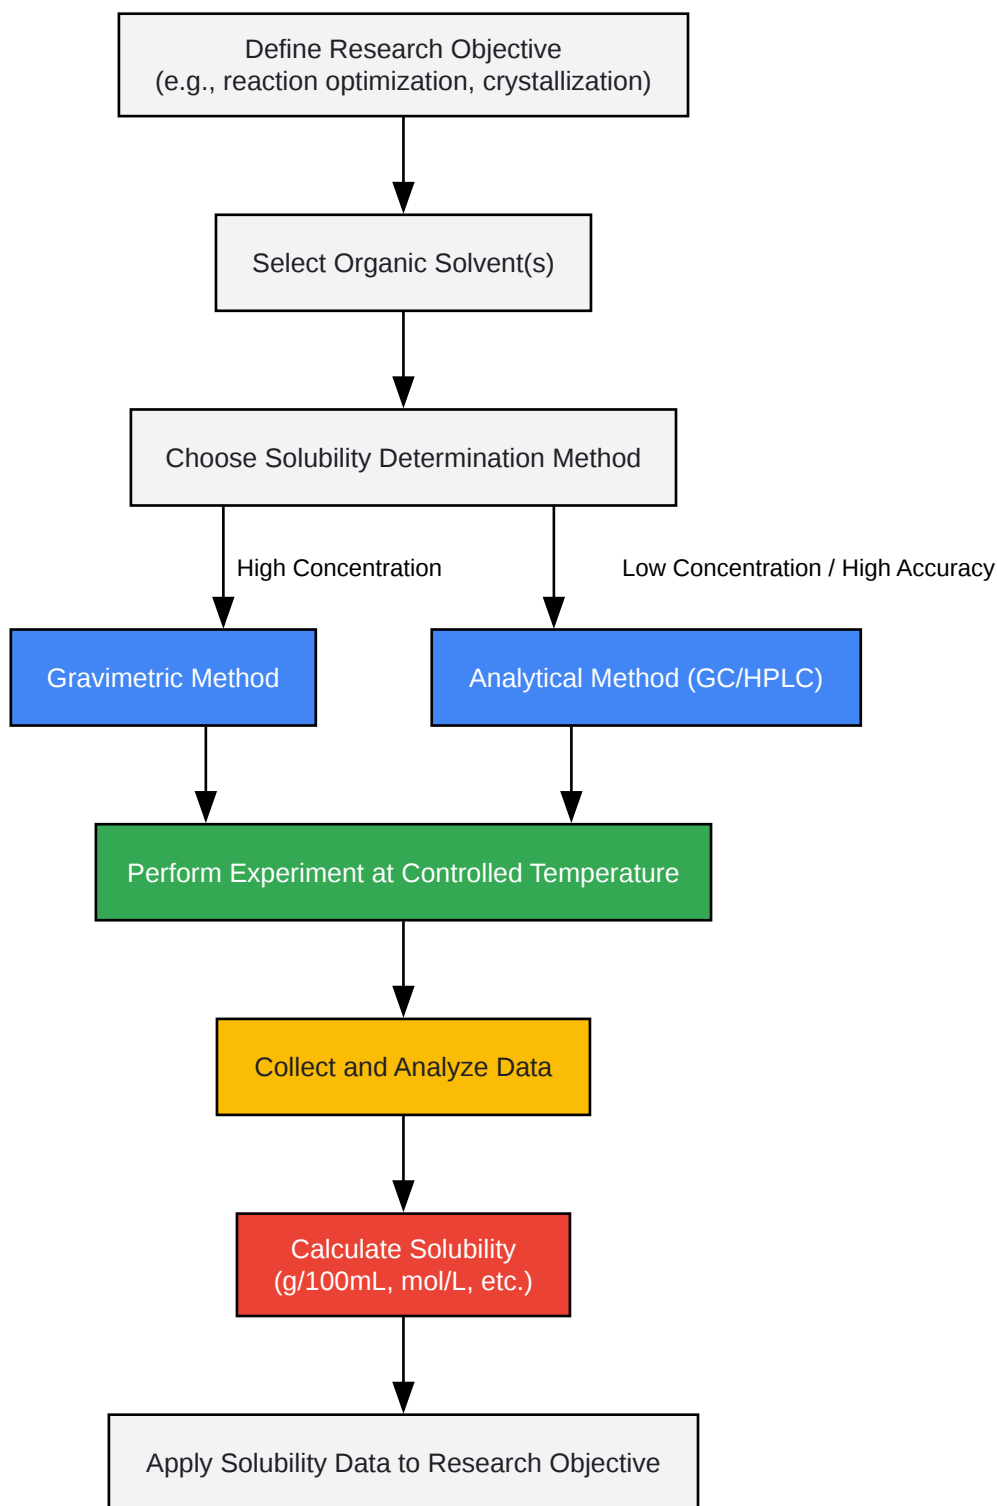 Define Research Objective
(e.g., reaction optimization, crystallization)
Select Organic Solvent(s)
Choose Solubility Determination Method
High Concentration
Low Concentration / High Accuracy
Gravimetric Method
Analytical Method (GC/HPLC)
Perform Experiment at Controlled Temperature
Collect and Analyze Data
Calculate Solubility
(g/100mL, mol/L, etc.)
Apply Solubility Data to Research Objective